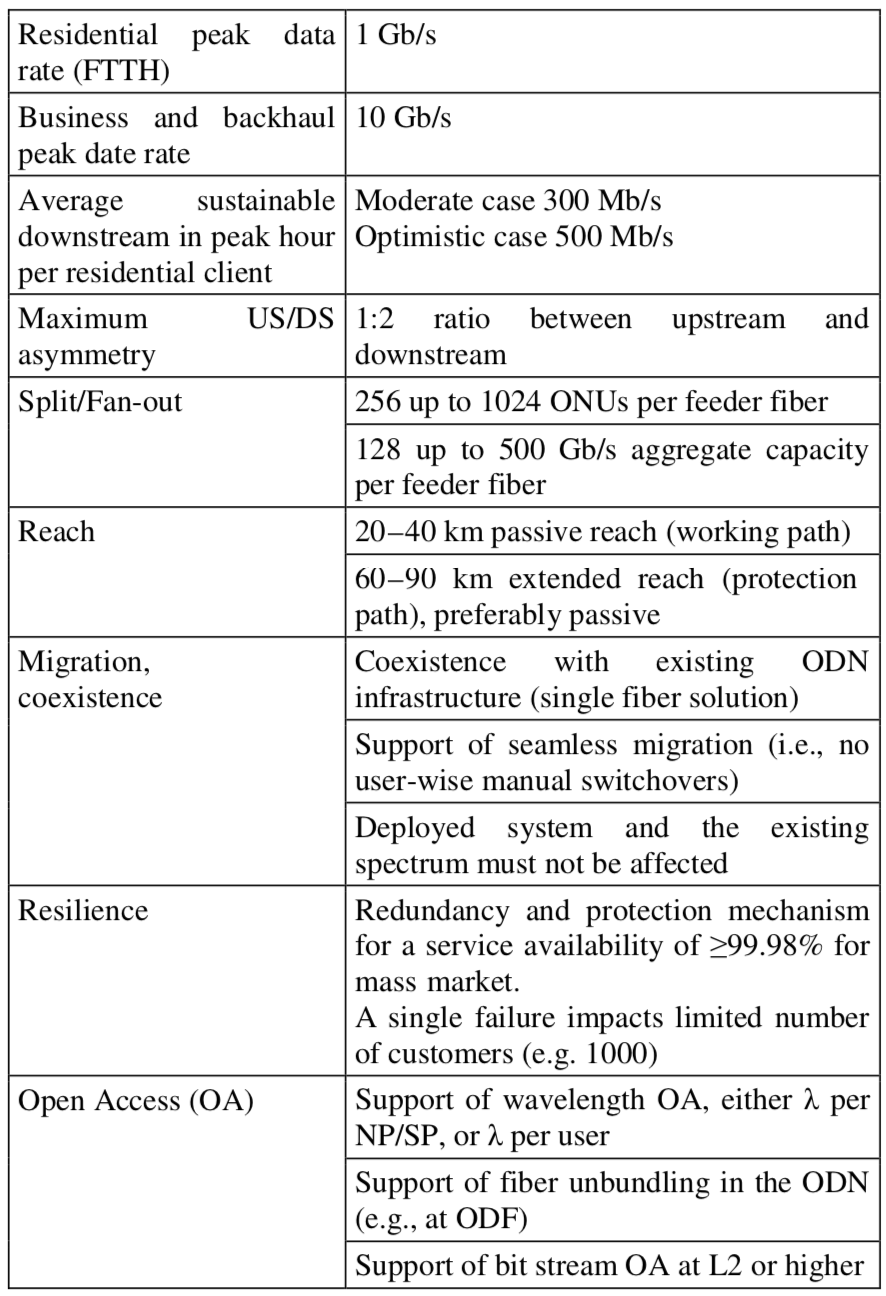 Residential peak data
rate (FTTH)
1 Gb/s
Business and backhaul
peak date rate
10 Gb/s
Average sustainable
downstream in peak hour
per residential client
Moderate case 300 Mb/s
Optimistic case 500 Mb/s
Maximum US/DS
asymmetry
1:2 ratio between upstream and
downstream
Split/Fan-out
256 up to 1024 ONUs per feeder fiber
128 up to 500 Gb/s aggregate capacity
per feeder fiber
Reach
20–40 km passive reach (working path)
60–90 km extended reach (protection
path), preferably passive
Migration,
coexistence
Coexistence with existing ODN
infrastructure (single fiber solution)
Support of seamless migration (i.e., no
user-wise manual switchovers)
Deployed system and the existing
spectrum must not be affected
Resilience
Redundancy and protection mechanism
for a service availability of ≥99.98% for
mass market.
A single failure impacts limited number
of customers (e.g. 1000)
Open Access (OA)
Support of wavelength OA, either λ per
NP/SP, or λ per user
Support of fiber unbundling in the ODN
(e.g., at ODF)
Support of bit stream OA at L2 or higher